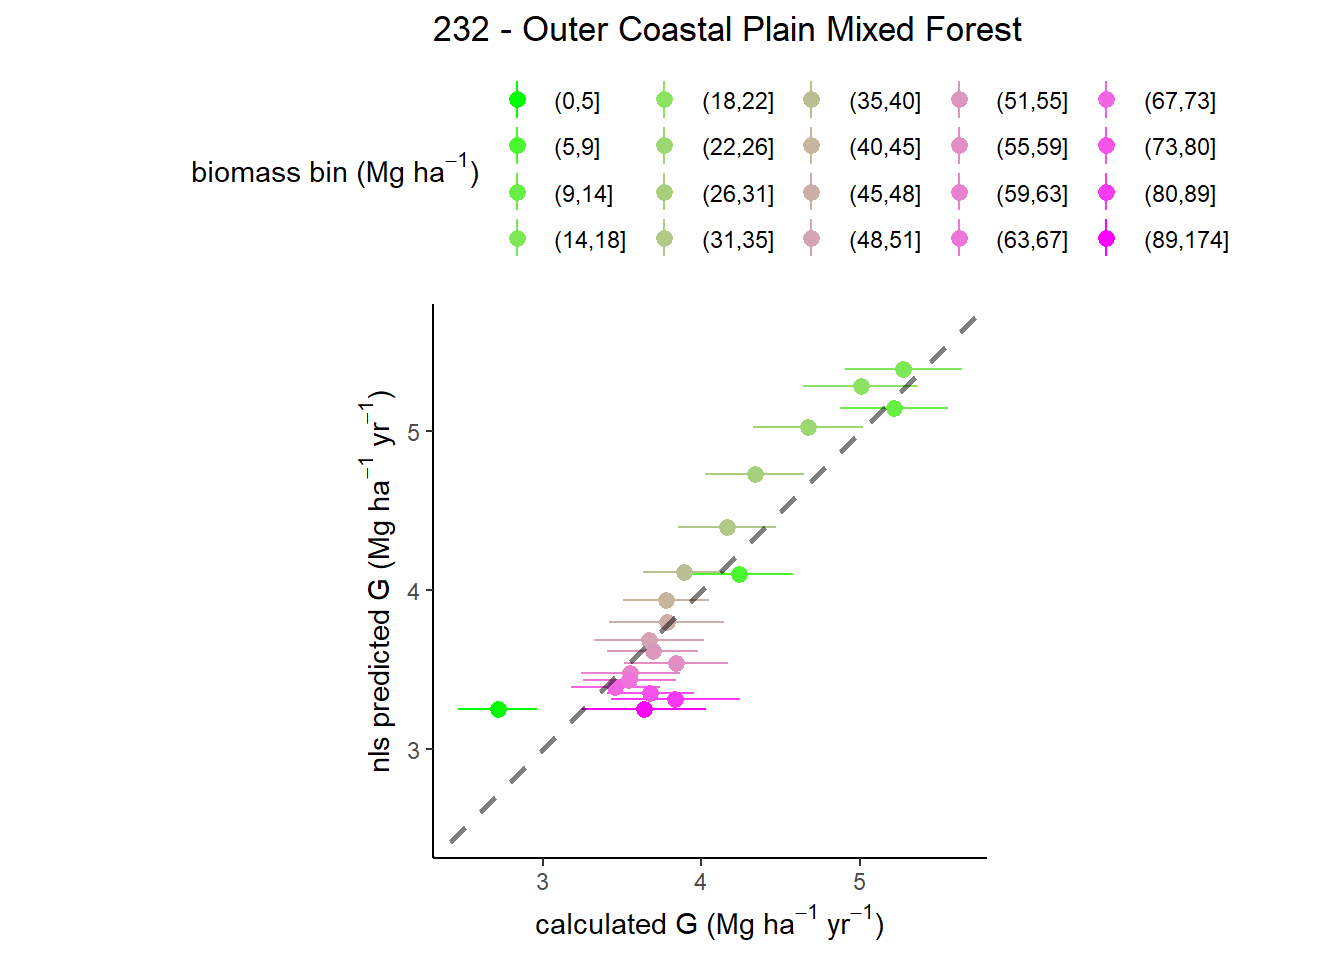 232 - Outer Coastal Plain Mixed Forest
biomass bin (Mg ha⁻¹)
(0,5] (18,22] (35,40] (51,55] (67,73]
(5,9] (22,26] (40,45] (55,59] (73,80]
(9,14] (26,31] (45,48] (59,63] (80,89]
(14,18] (31,35] (48,51] (63,67] (89,174]
nls predicted G (Mg ha⁻¹ yr⁻¹)
5
4
3
3 4 5
calculated G (Mg ha⁻¹ yr⁻¹)